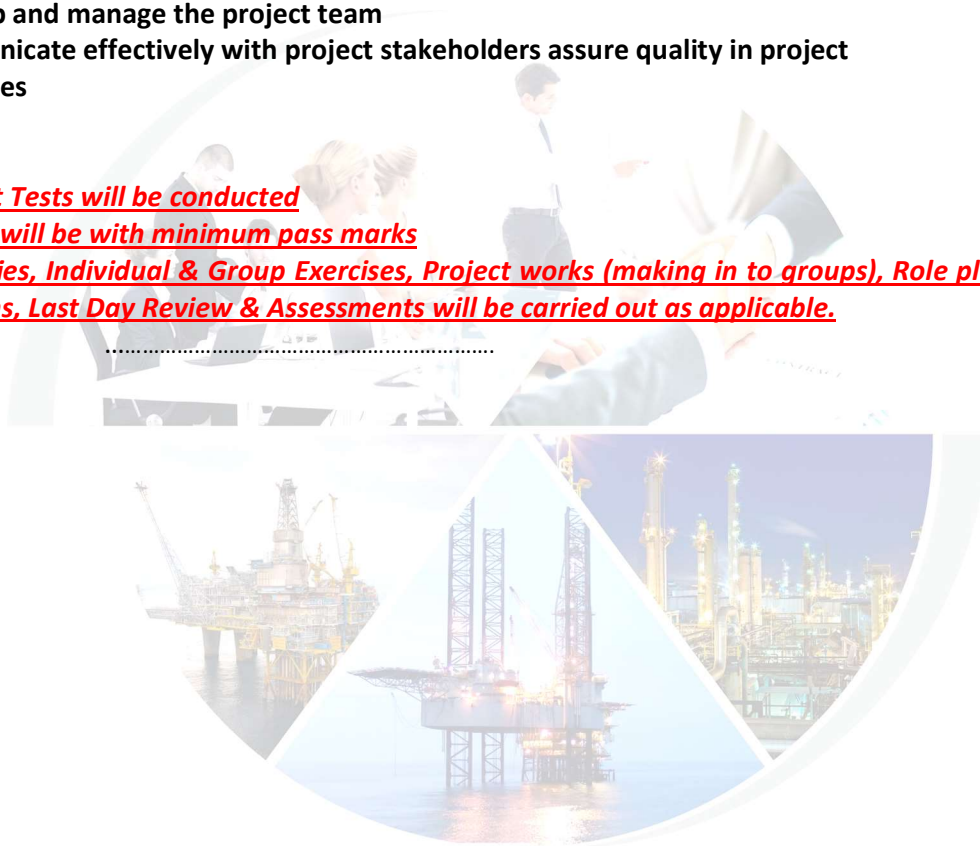 p and manage the project team
nicate effectively with project stakeholders assure quality in project
es
t Tests will be conducted
will be with minimum pass marks
ies, Individual & Group Exercises, Project works (making in to groups), Role pl
ns, Last Day Review & Assessments will be carried out as applicable.
…………………………………………………………….
CONTRACT